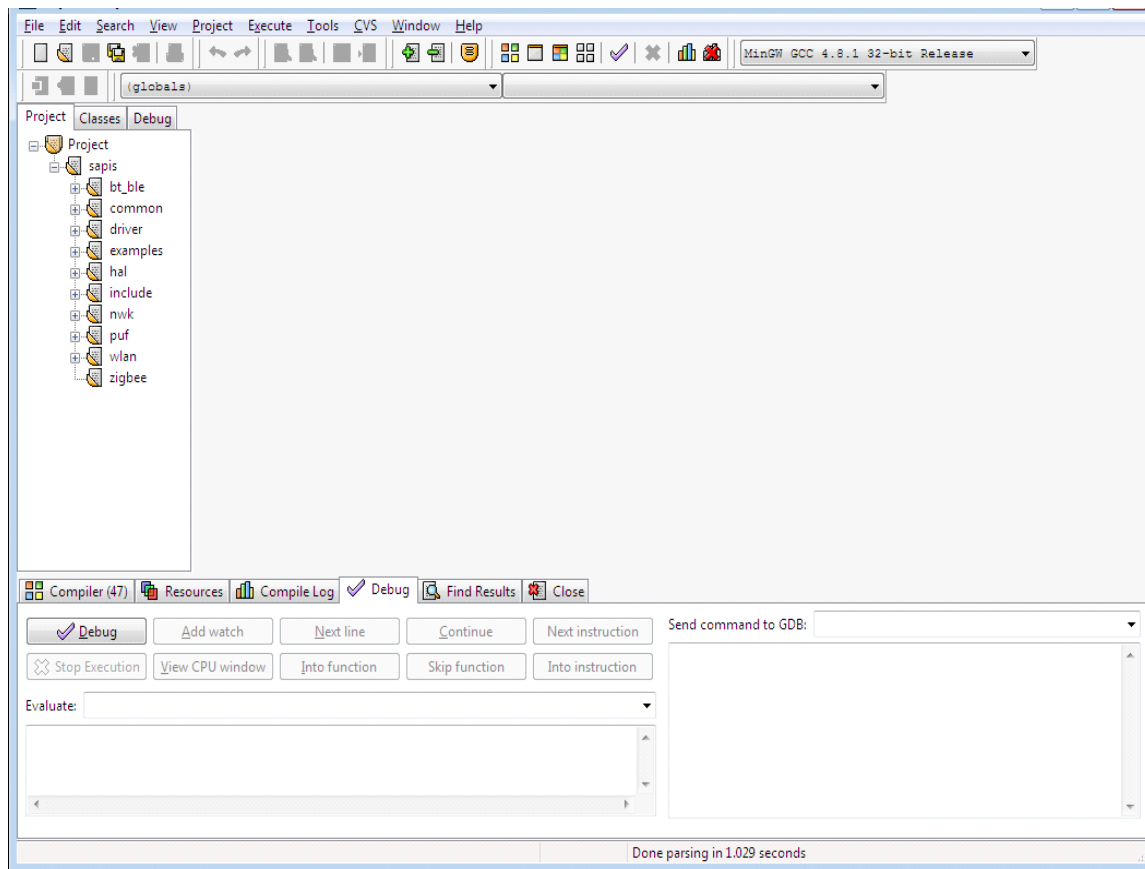 File Edit Search View Project Execute Tools CVS Window Help
MinGW GCC 4.8.1 32-bit Release
(globals)
Project Classes Debug
Project
sapis
bt_ble
common
driver
examples
hal
include
nwk
puf
wlan
zigbee
Compiler (47) Resources Compile Log Debug Find Results Close
Debug Add watch Next line Continue Next instruction Send command to GDB:
Stop Execution View CPU window Into function Skip function Into instruction
Evaluate:
Done parsing in 1.029 seconds